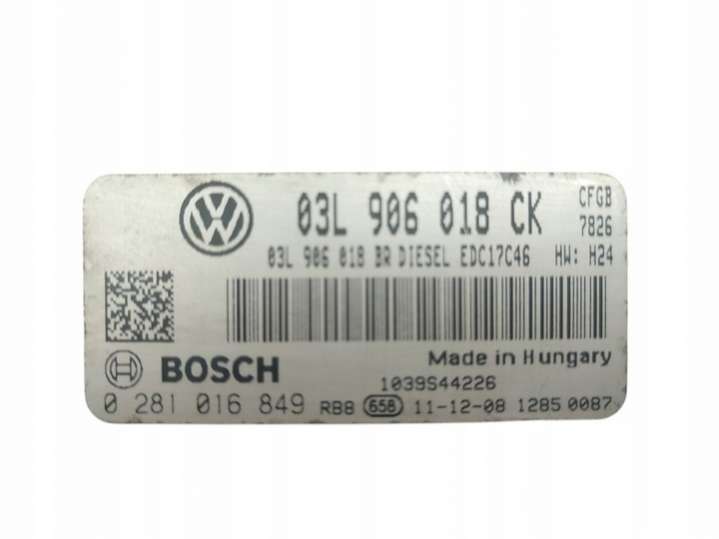 03L 906 018 CK CFGB
7826
03L 906 018 BR DIESEL EDC17C46 HW: H24
BOSCH Made in Hungary
1039S44226
0 281 016 849 RBB 658 11-12-08 1285 0087